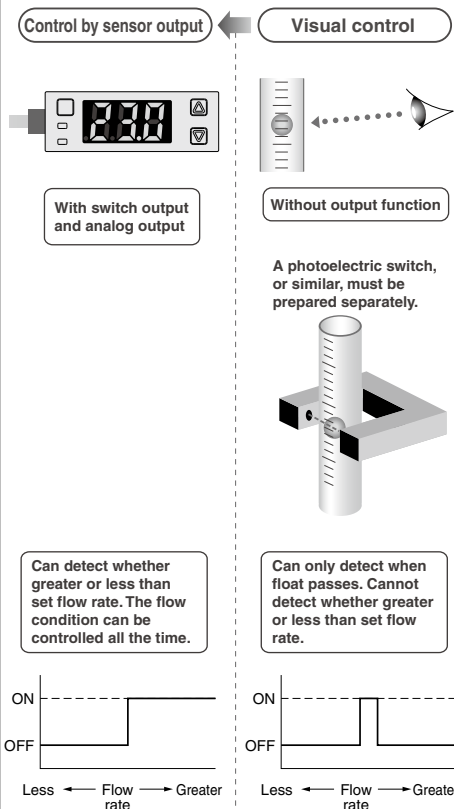 Control by sensor output
Visual control
23.0
With switch output
and analog output
Without output function
A photoelectric switch,
or similar, must be
prepared separately.
Can detect whether
greater or less than
set flow rate. The flow
condition can be
controlled all the time.
Can only detect when
float passes. Cannot
detect whether greater
or less than set flow
rate.
ON
OFF
Less
Flow
rate
Greater
ON
OFF
Less
Flow
rate
Greate